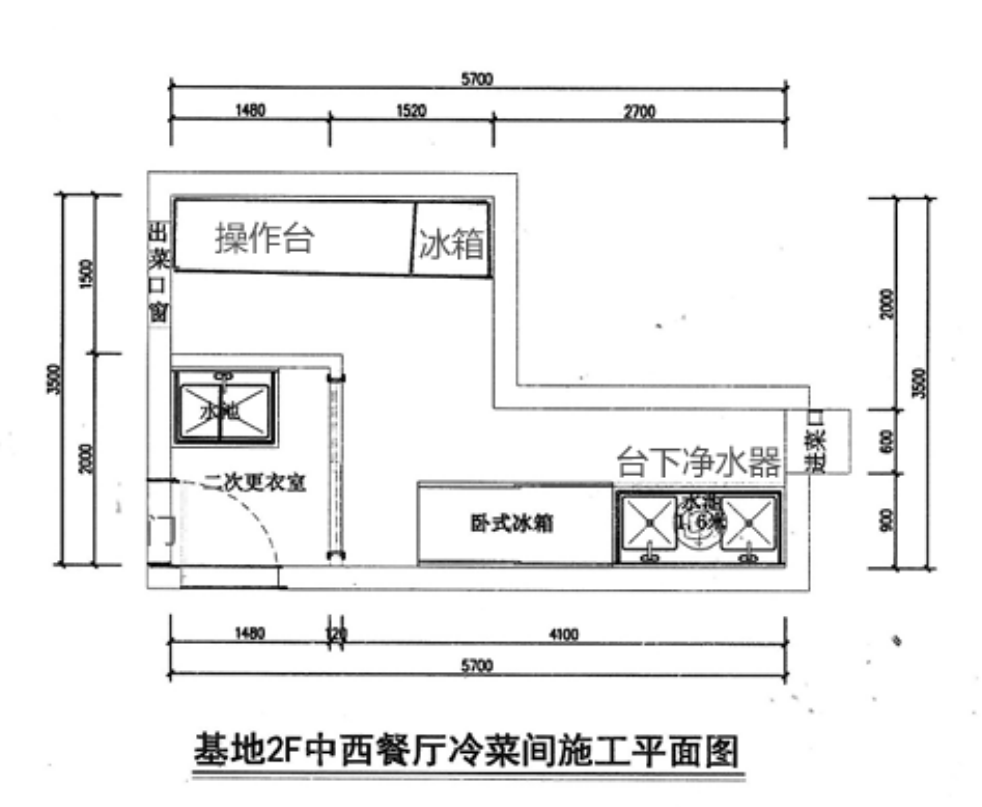 5700
1480
1520
2700
操作台
冰箱
出菜口窗
1500
3500
2000
2000
3500
600
900
水池
二次更衣室
台下净水器
进菜口
卧式冰箱
水池
1.6米
1480
120
4100
5700
基地2F中西餐厅冷菜间施工平面图